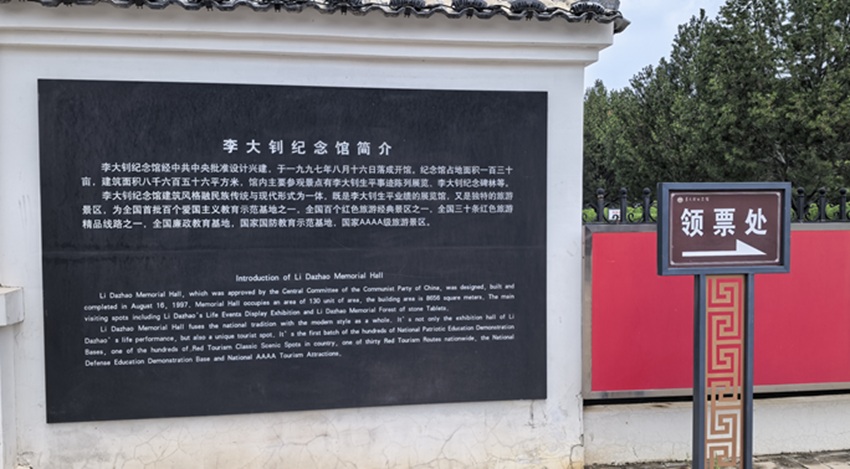 李大钊纪念馆简介
李大钊纪念馆经中共中央批准设计兴建，于一九九七年八月十六日落成开馆。纪念馆占地面积一百三十
亩，建筑面积八千六百五十六平方米，馆内主要参观景点有李大钊生平事迹陈列展览、李大钊纪念碑林等。
李大钊纪念馆建筑风格融民族传统与现代形式为一体，既是李大钊生平业绩的展览馆，又是独特的旅游
景区，为全国首批百个爱国主义教育示范基地之一，全国百个红色旅游经典景区之一，全国三十条红色旅游
精品线路之一，全国廉政教育基地，国家国防教育示范基地，国家AAAA级旅游景区。
Introduction of Li Dazhao Memorial Hall
Li Dazhao Memorial Hall, which was approved by the Central Committee of the Communist Party of China, was designed, built and
completed in August 16, 1997. Memorial Hall occupies an area of 130 unit of area, the building area is 8656 square meters. The main
visiting spots including Li Dazhao's Life Events Display Exhibition and Li Dazhao Memorial Forest of stone Tablets.
Li Dazhao Memorial Hall fuses the national tradition with the modern style as a whole. It's not only the exhibition hall of Li
Dazhao's life performance, but also a unique tourist spot. It's the first batch of the hundreds of National Patriotic Education Demonstration
Bases, one of the hundreds of Red Tourism Classic Scenic Spots in country, one of thirty Red Tourism Routes nationwide, the National
Defense Education Demonstration Base and National AAAA Tourism Attractions.
领票处